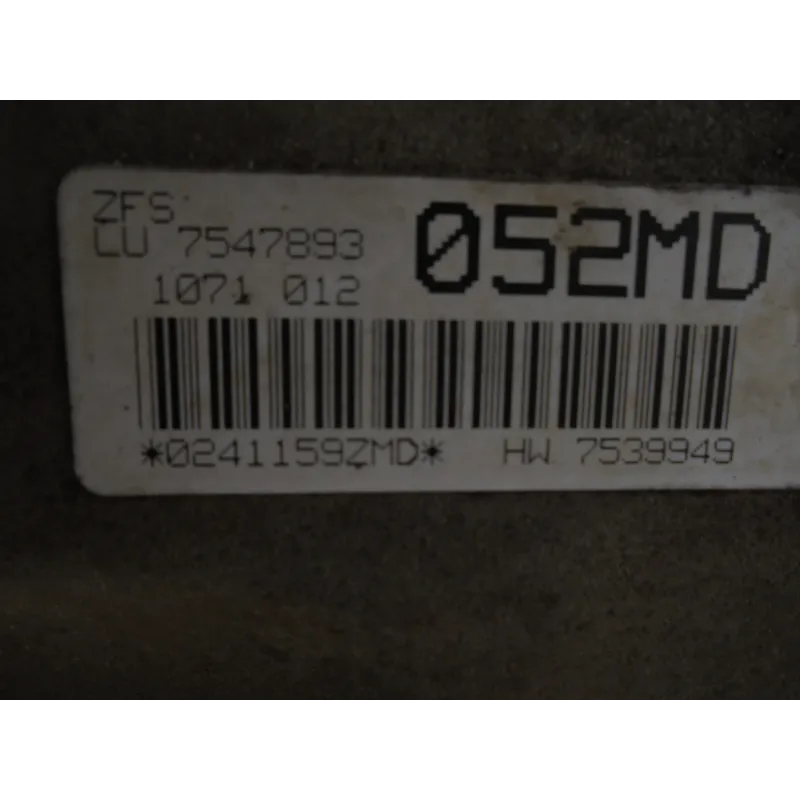 ZFS
LU 7547893
052MD
1071 012
*0241159ZMD* HW 7539949